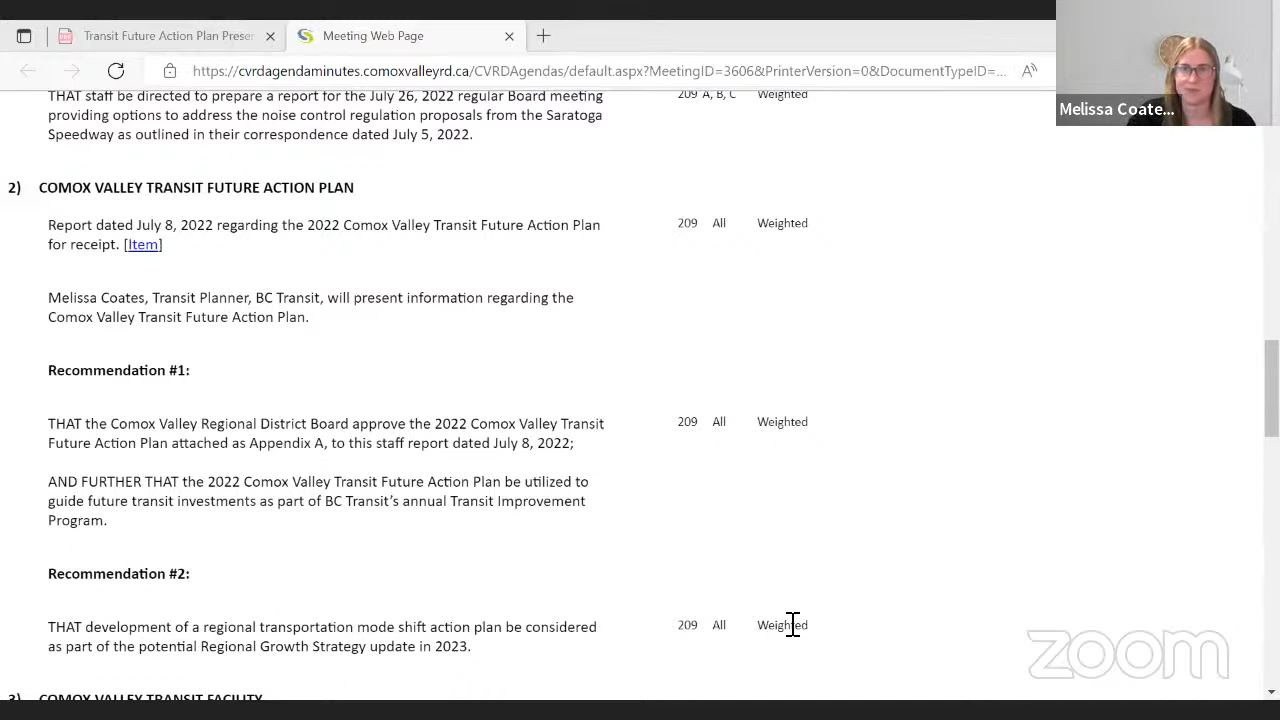 Transit Future Action Plan Preser
Meeting Web Page
https://cvrdagendaminutes.comoxvalleyrd.ca/CVRDAgendas/default.aspx?MeetingID=3606&PrinterVersion=0&DocumentTypeID=...
Melissa Coate...
THAT staff be directed to prepare a report for the July 26, 2022 regular Board meeting
209 A, B, C Weighted
providing options to address the noise control regulation proposals from the Saratoga
Speedway as outlined in their correspondence dated July 5, 2022.
2) COMOX VALLEY TRANSIT FUTURE ACTION PLAN
Report dated July 8, 2022 regarding the 2022 Comox Valley Transit Future Action Plan
209 All Weighted
for receipt. [Item]
Melissa Coates, Transit Planner, BC Transit, will present information regarding the
Comox Valley Transit Future Action Plan.
Recommendation #1:
THAT the Comox Valley Regional District Board approve the 2022 Comox Valley Transit
209 All Weighted
Future Action Plan attached as Appendix A, to this staff report dated July 8, 2022;
AND FURTHER THAT the 2022 Comox Valley Transit Future Action Plan be utilized to
guide future transit investments as part of BC Transit’s annual Transit Improvement
Program.
Recommendation #2:
THAT development of a regional transportation mode shift action plan be considered
209 All Weighted
as part of the potential Regional Growth Strategy update in 2023.
zoom
3) COMOX VALLEY TRANSIT FACILITY